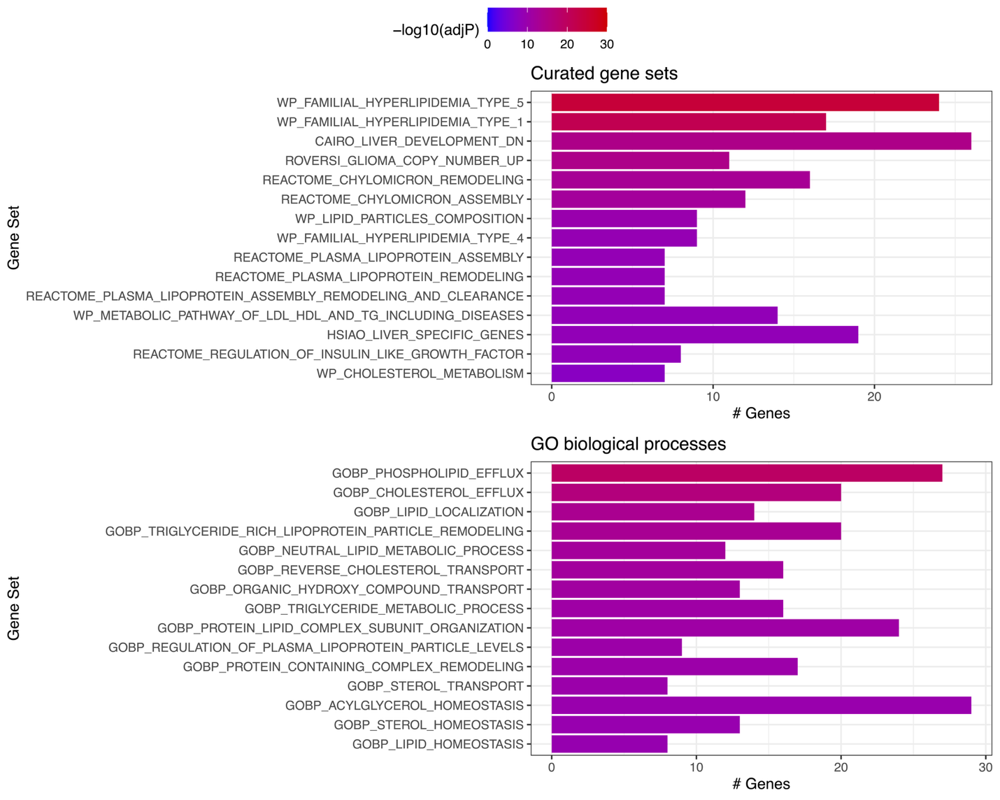 −log10(adjP)
0 10 20 30
Curated gene sets
Gene Set
WP_FAMILIAL_HYPERLIPIDEMIA_TYPE_5
WP_FAMILIAL_HYPERLIPIDEMIA_TYPE_1
CAIRO_LIVER_DEVELOPMENT_DN
ROVERSI_GLIOMA_COPY_NUMBER_UP
REACTOME_CHYLOMICRON_REMODELING
REACTOME_CHYLOMICRON_ASSEMBLY
WP_LIPID_PARTICLES_COMPOSITION
WP_FAMILIAL_HYPERLIPIDEMIA_TYPE_4
REACTOME_PLASMA_LIPOPROTEIN_ASSEMBLY
REACTOME_PLASMA_LIPOPROTEIN_REMODELING
REACTOME_PLASMA_LIPOPROTEIN_ASSEMBLY_REMODELING_AND_CLEARANCE
WP_METABOLIC_PATHWAY_OF_LDL_HDL_AND_TG_INCLUDING_DISEASES
HSIAO_LIVER_SPECIFIC_GENES
REACTOME_REGULATION_OF_INSULIN_LIKE_GROWTH_FACTOR
WP_CHOLESTEROL_METABOLISM
0 10 20
# Genes
GO biological processes
Gene Set
GOBP_PHOSPHOLIPID_EFFLUX
GOBP_CHOLESTEROL_EFFLUX
GOBP_LIPID_LOCALIZATION
GOBP_TRIGLYCERIDE_RICH_LIPOPROTEIN_PARTICLE_REMODELING
GOBP_NEUTRAL_LIPID_METABOLIC_PROCESS
GOBP_REVERSE_CHOLESTEROL_TRANSPORT
GOBP_ORGANIC_HYDROXY_COMPOUND_TRANSPORT
GOBP_TRIGLYCERIDE_METABOLIC_PROCESS
GOBP_PROTEIN_LIPID_COMPLEX_SUBUNIT_ORGANIZATION
GOBP_REGULATION_OF_PLASMA_LIPOPROTEIN_PARTICLE_LEVELS
GOBP_PROTEIN_CONTAINING_COMPLEX_REMODELING
GOBP_STEROL_TRANSPORT
GOBP_ACYLGLYCEROL_HOMEOSTASIS
GOBP_STEROL_HOMEOSTASIS
GOBP_LIPID_HOMEOSTASIS
0 10 20 30
# Genes